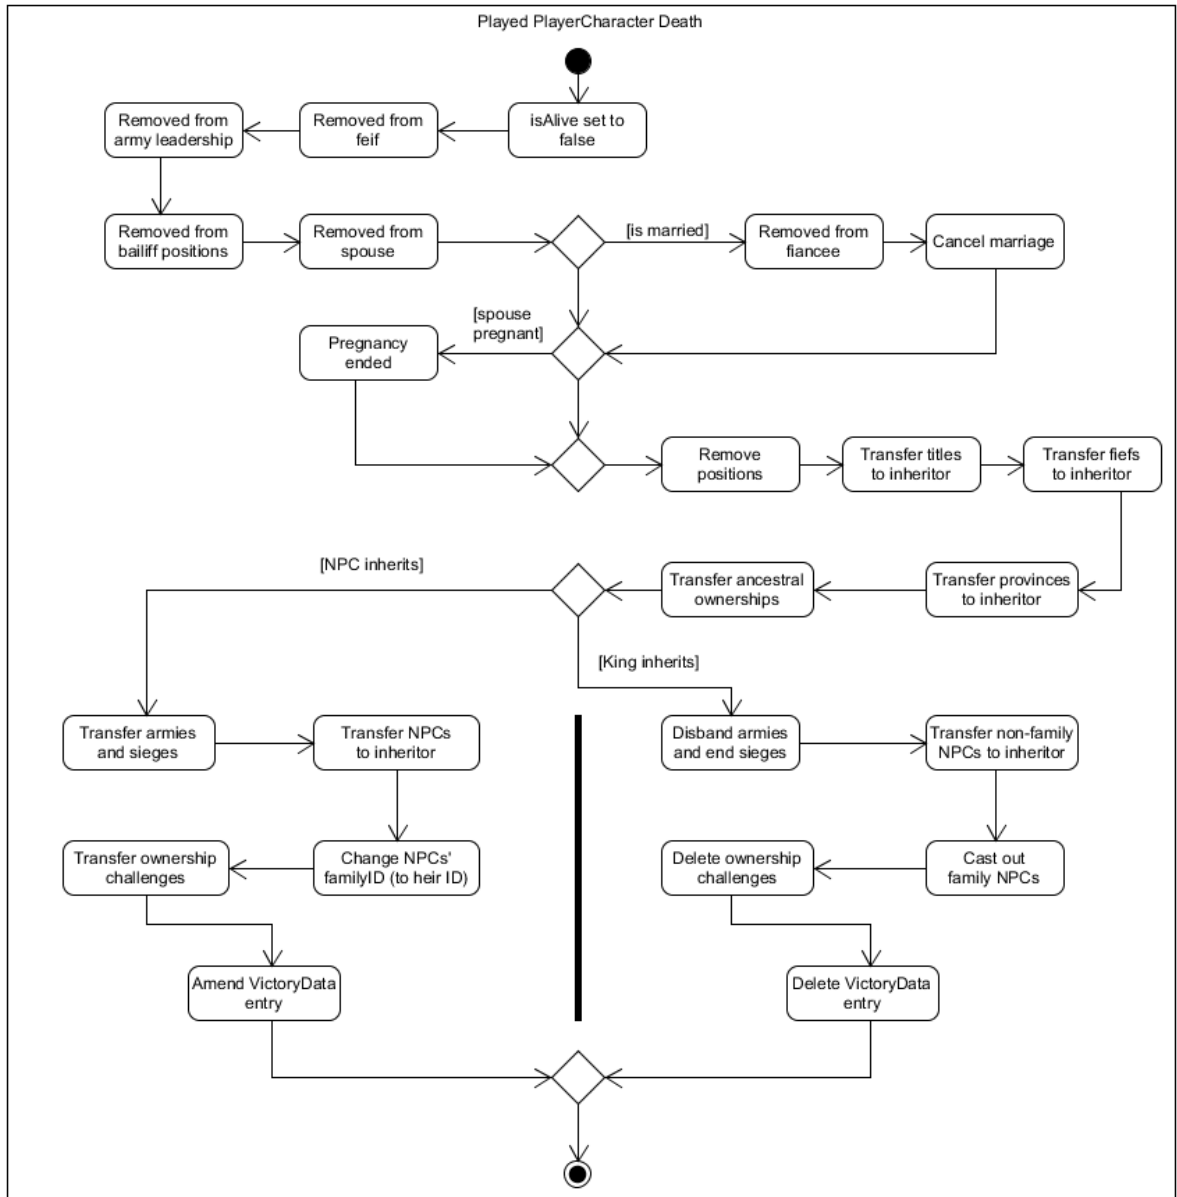 Played PlayerCharacter Death
isAlive set to
false
Removed from
feif
Removed from
army leadership
Removed from
bailiff positions
Removed from
spouse
[is married]
Removed from
fiancee
Cancel marriage
[spouse
pregnant]
Pregnancy
ended
Remove
positions
Transfer titles
to inheritor
Transfer fiefs
to inheritor
Transfer provinces
to inheritor
Transfer ancestral
ownerships
[NPC inherits]
[King inherits]
Transfer armies
and sieges
Transfer NPCs
to inheritor
Change NPCs'
familyID (to heir ID)
Transfer ownership
challenges
Amend VictoryData
entry
Disband armies
and end sieges
Transfer non-family
NPCs to inheritor
Cast out
family NPCs
Delete ownership
challenges
Delete VictoryData
entry